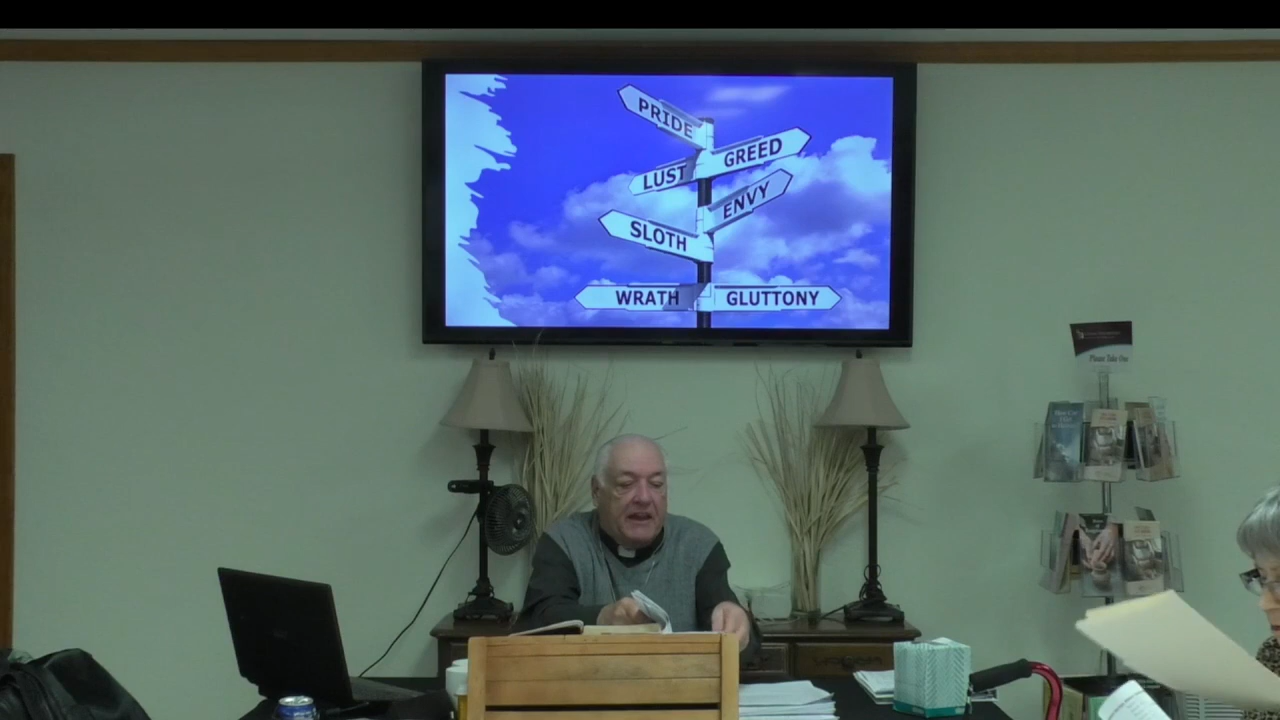 PRIDE
GREED
LUST
ENVY
SLOTH
WRATH
GLUTTONY
Please Take One